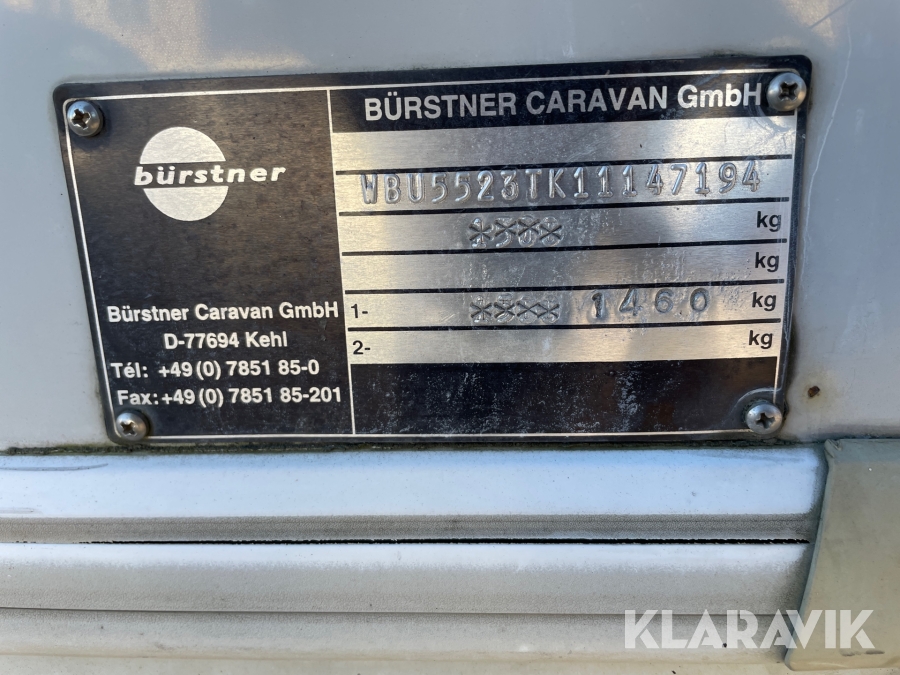 BÜRSTNER CARAVAN GmbH
bürstner
WBU5523TK11147194
kg
kg
1- 1460 kg
2- kg
Bürstner Caravan GmbH
D-77694 Kehl
Tél: +49 (0) 7851 85-0
Fax: +49 (0) 7851 85-201
KLARAVIK